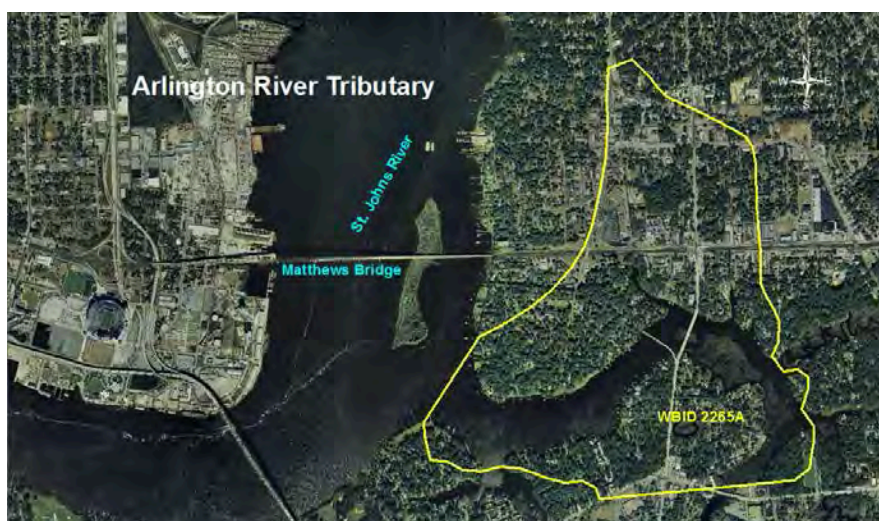 Arlington River Tributary
N
W E
S
St. Johns River
Matthews Bridge
WBID 2265A